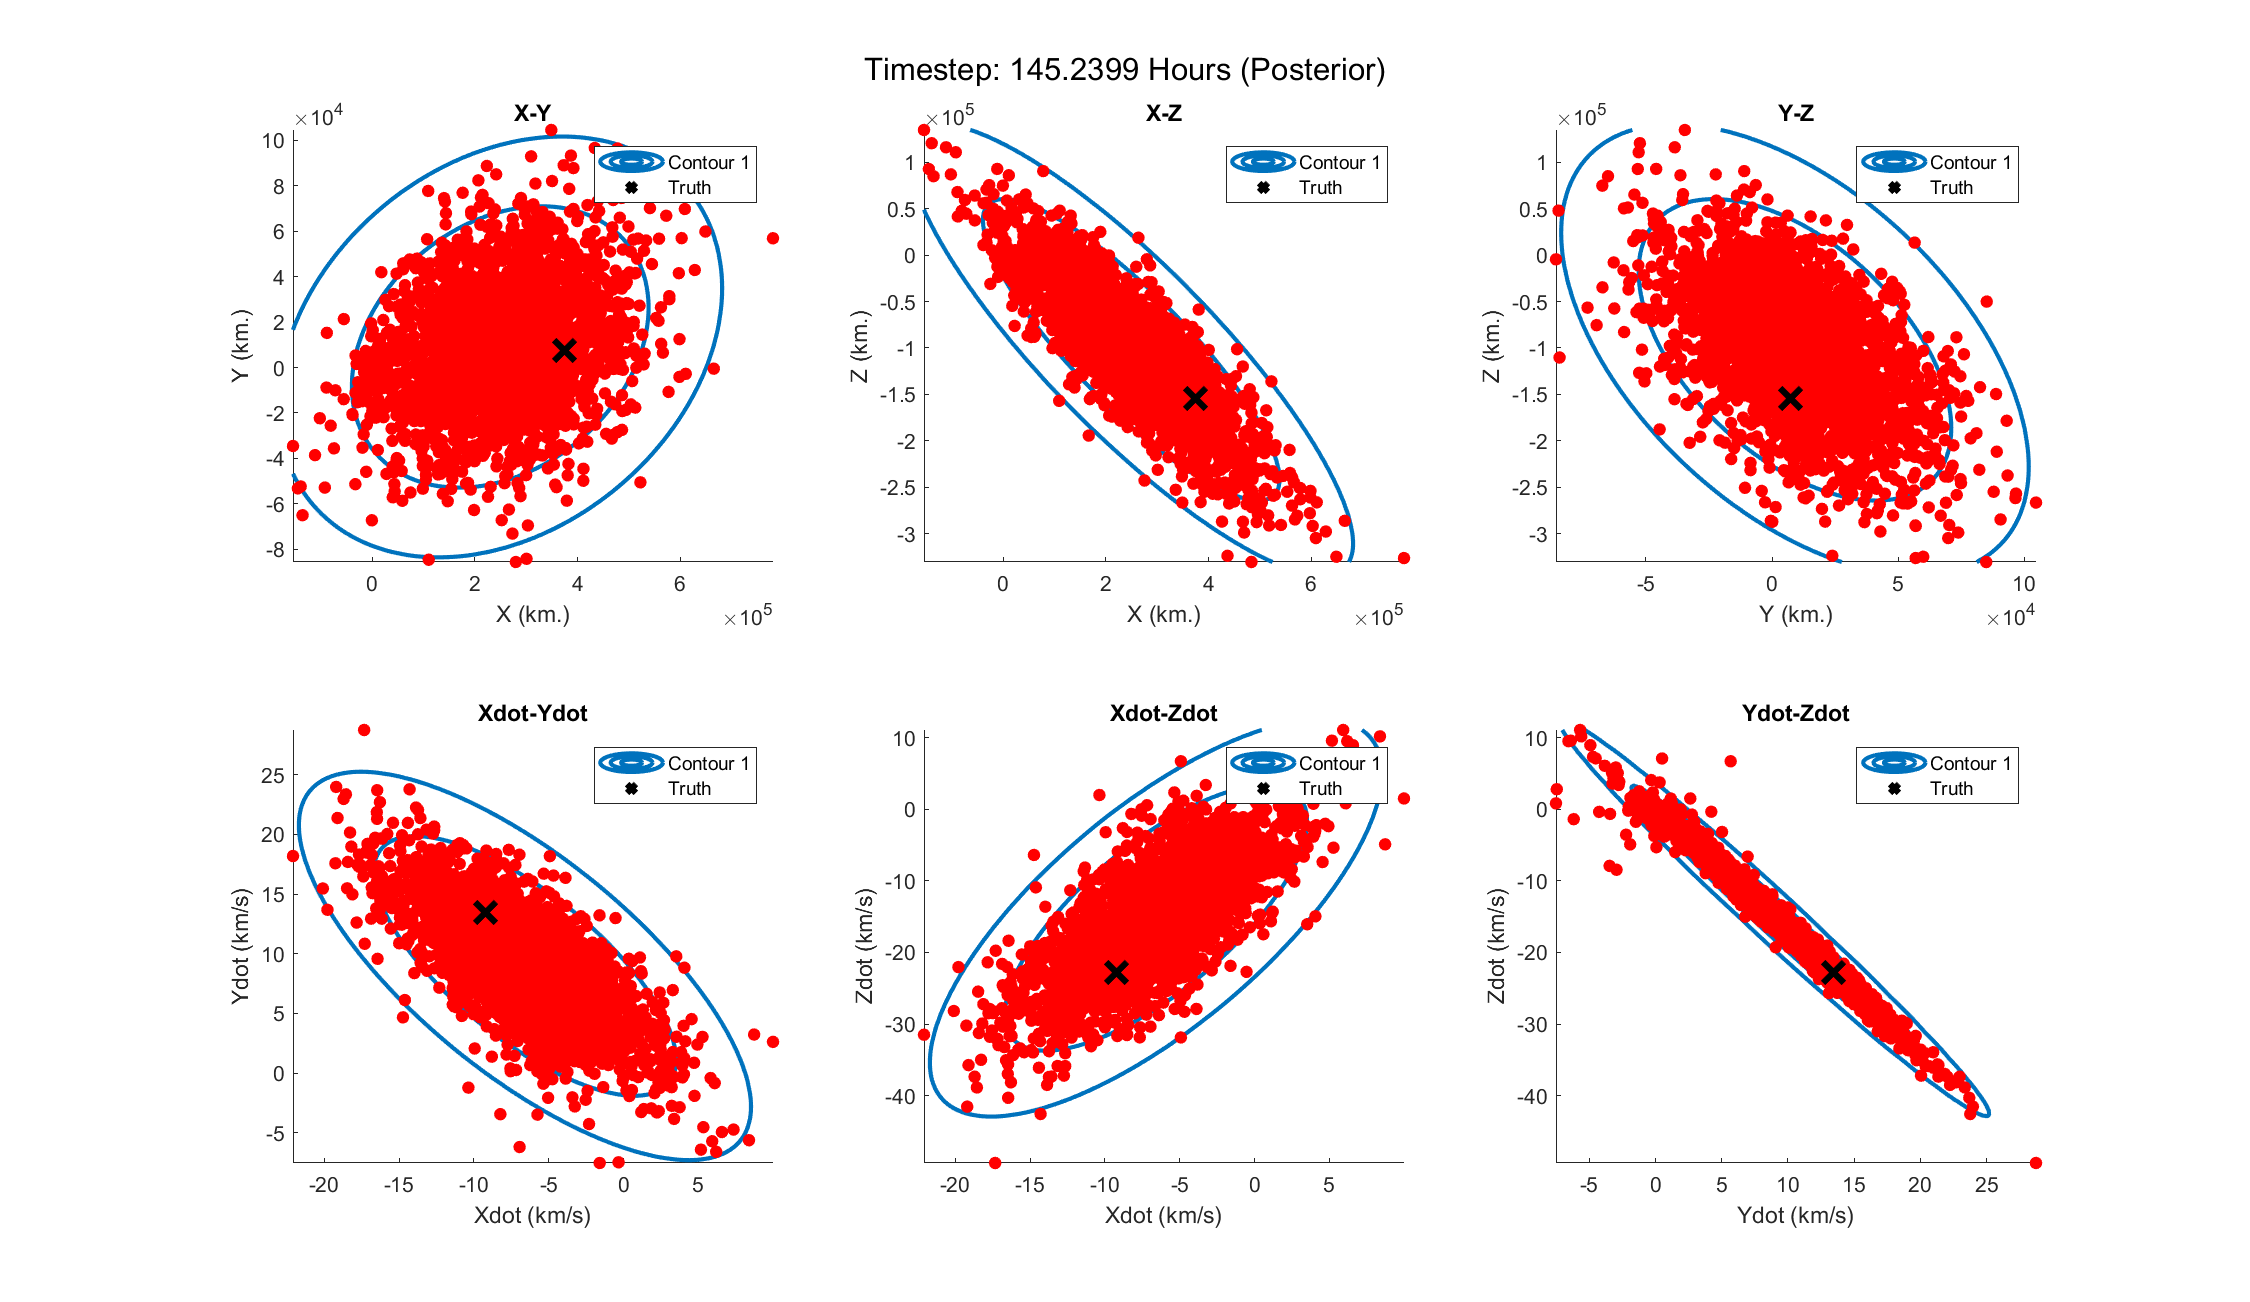 Timestep: 145.2399 Hours (Posterior)
X-Y
×10⁴
10
8
6
4
2
0
-2
-4
-6
-8
Y (km.)
0 2 4 6
X (km.)
×10⁵
Contour 1
Truth
X-Z
×10⁵
1
0.5
0
-0.5
-1
-1.5
-2
-2.5
-3
Z (km.)
0 2 4 6
X (km.)
×10⁵
Contour 1
Truth
Y-Z
×10⁵
1
0.5
0
-0.5
-1
-1.5
-2
-2.5
-3
Z (km.)
-5 0 5 10
Y (km.)
×10⁴
Contour 1
Truth
Xdot-Ydot
25
20
15
10
5
0
-5
Ydot (km/s)
-20 -15 -10 -5 0 5
Xdot (km/s)
Contour 1
Truth
Xdot-Zdot
10
0
-10
-20
-30
-40
Zdot (km/s)
-20 -15 -10 -5 0 5
Xdot (km/s)
Contour 1
Truth
Ydot-Zdot
10
0
-10
-20
-30
-40
Zdot (km/s)
-5 0 5 10 15 20 25
Ydot (km/s)
Contour 1
Truth